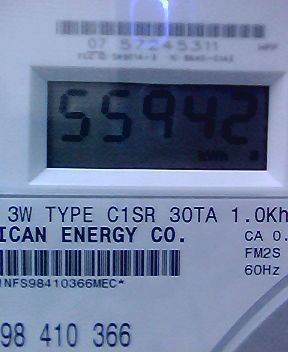 07 57245311
55942
kWh
3W TYPE C1SR 30TA 1.0Kh
ICAN ENERGY CO. CA 0.
FM2S
60Hz
NFS98410366MEC*
98 410 366